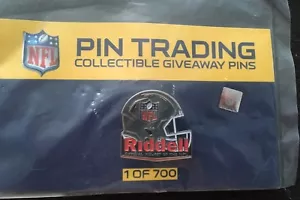 NFL
PIN TRADING
COLLECTIBLE GIVEAWAY PINS
NFL
Riddell
1 OF 700